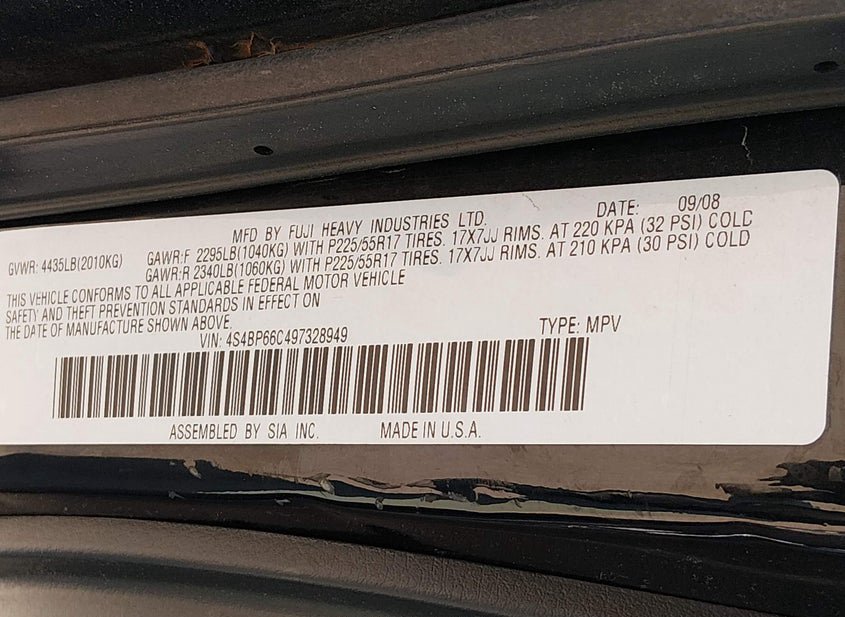 MFD BY FUJI HEAVY INDUSTRIES LTD. DATE: 09/08
GVWR: 4435LB(2010KG) GAWR:F 2295LB(1040KG) WITH P225/55R17 TIRES. 17X7JJ RIMS. AT 220 KPA (32 PSI) COLD
GAWR:R 2340LB(1060KG) WITH P225/55R17 TIRES. 17X7JJ RIMS. AT 210 KPA (30 PSI) COLD
THIS VEHICLE CONFORMS TO ALL APPLICABLE FEDERAL MOTOR VEHICLE
SAFETY AND THEFT PREVENTION STANDARDS IN EFFECT ON
THE DATE OF MANUFACTURE SHOWN ABOVE.
VIN: 4S4BP66C497328949 TYPE: MPV
ASSEMBLED BY SIA INC. MADE IN U.S.A.